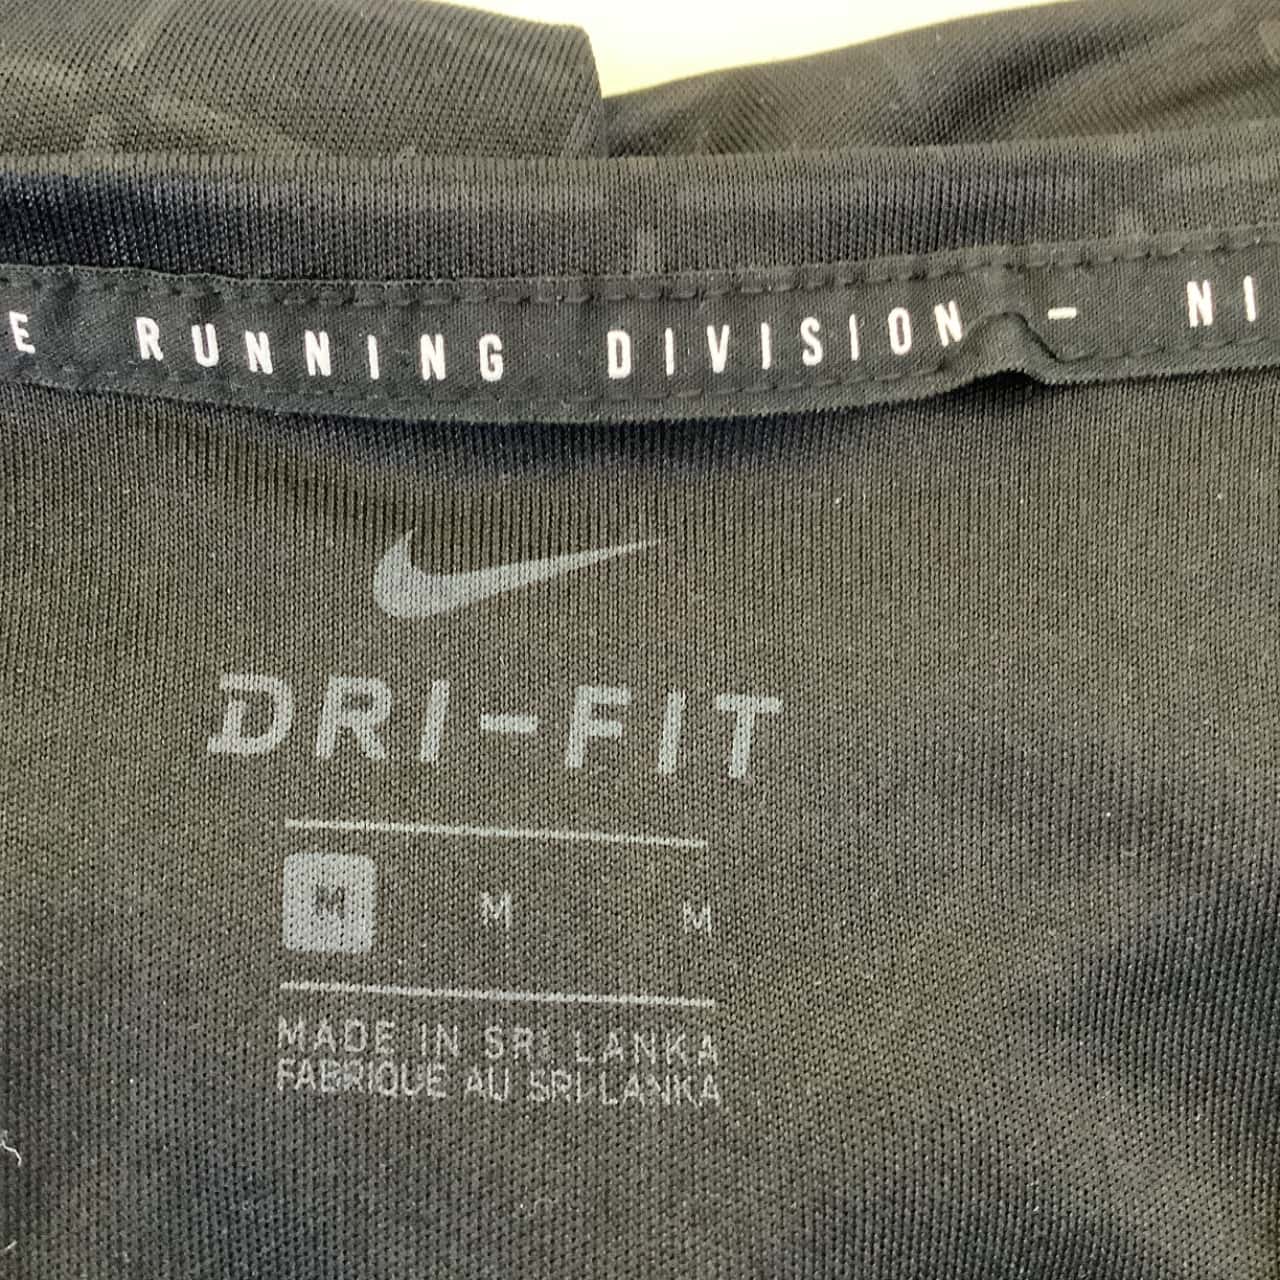 E RUNNING DIVISION - NI
DRI-FIT
M M M
MADE IN SRI LANKA
FABRIQUE AU SRI LANKA